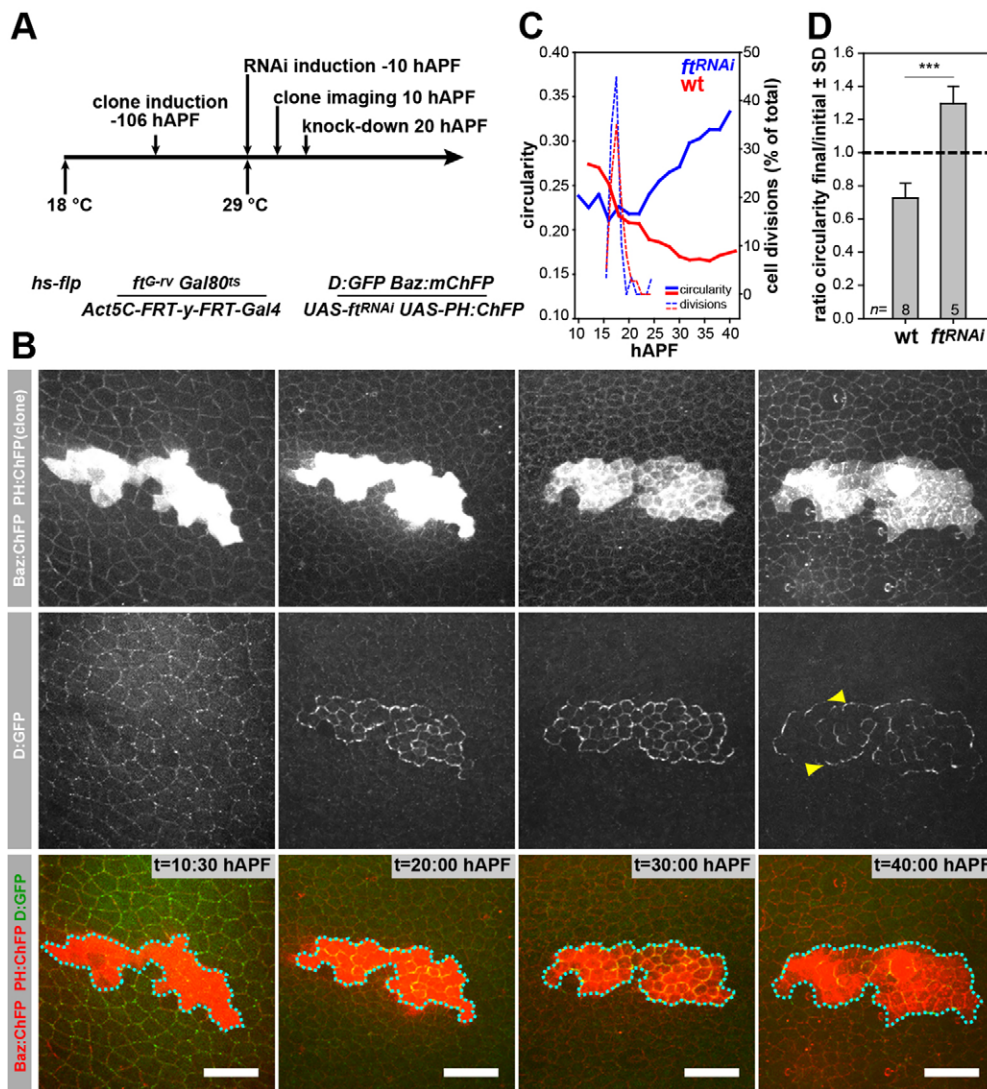 A
RNAi induction -10 hAPF
clone induction
-106 hAPF
clone imaging 10 hAPF
knock-down 20 hAPF
18 °C
29 °C
hs-flp
ftG-rv Gal80ts
Act5C-FRT-y-FRT-Gal4
D:GFP Baz:mChFP
UAS-ftRNAi UAS-PH:ChFP
C
ftRNAi
wt
0.40
0.35
0.30
0.25
0.20
0.15
0.10
circularity
50
40
30
20
10
0
cell divisions (% of total)
circularity
divisions
10 15 20 25 30 35 40
hAPF
D
ratio circularity final/initial ± SD
1.6
1.4
1.2
1.0
0.8
0.6
0.4
0.2
0.0
***
n= 8 5
wt ftRNAi
B
Baz:ChFP PH:ChFP(clone)
D:GFP
Baz:ChFP PH:ChFP D:GFP
t=10:30 hAPF
t=20:00 hAPF
t=30:00 hAPF
t=40:00 hAPF